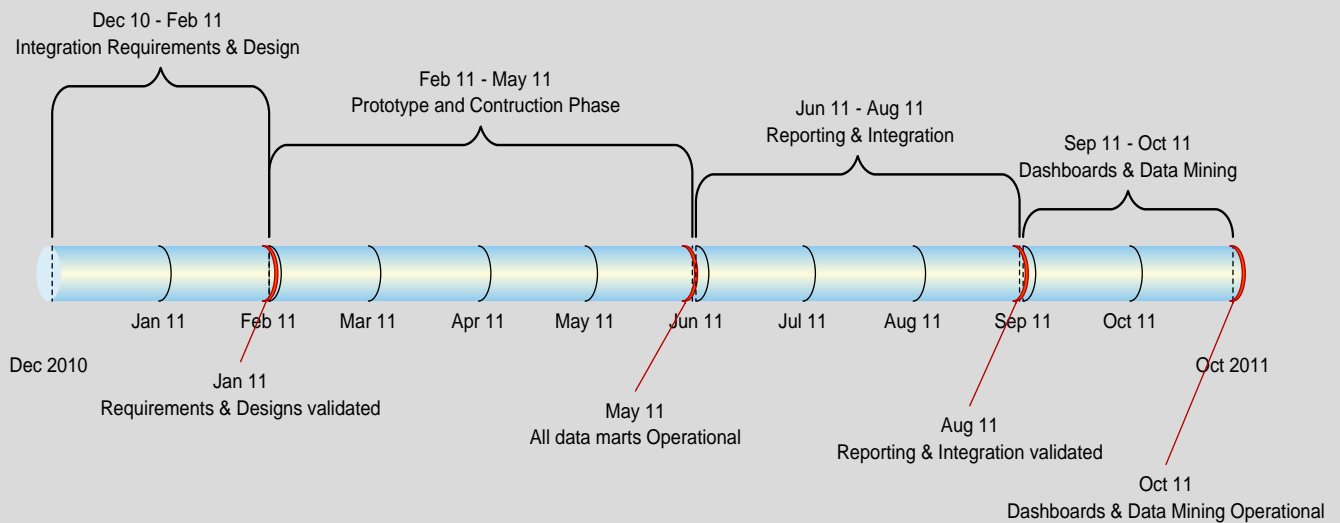 Dec 10 - Feb 11
Integration Requirements & Design
Feb 11 - May 11
Prototype and Contruction Phase
Jun 11 - Aug 11
Reporting & Integration
Sep 11 - Oct 11
Dashboards & Data Mining
Jan 11
Feb 11
Mar 11
Apr 11
May 11
Jun 11
Jul 11
Aug 11
Sep 11
Oct 11
Dec 2010
Oct 2011
Jan 11
Requirements & Designs validated
May 11
All data marts Operational
Aug 11
Reporting & Integration validated
Oct 11
Dashboards & Data Mining Operational